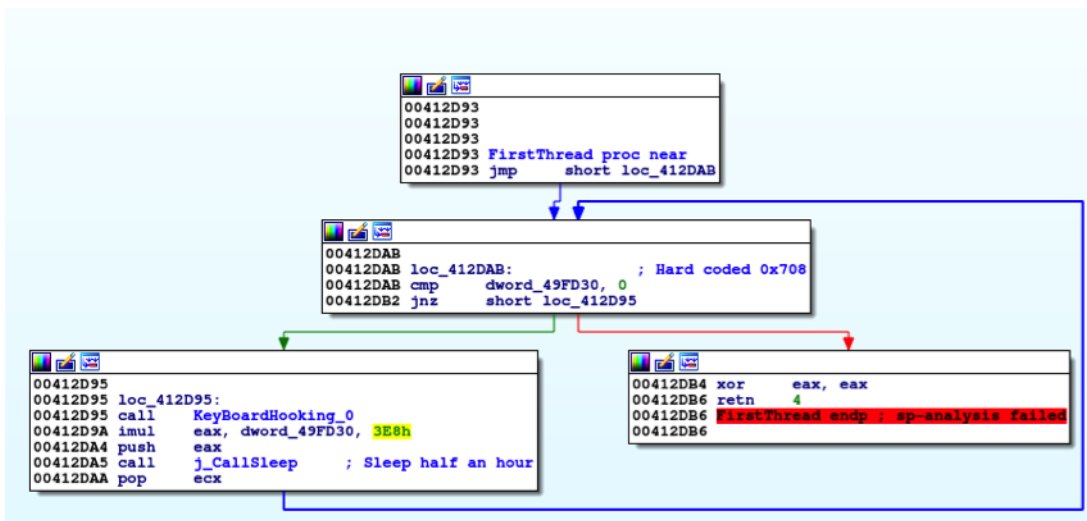 00412D93
00412D93
00412D93
00412D93 FirstThread proc near
00412D93 jmp     short loc_412DAB
00412DAB
00412DAB loc_412DAB:             ; Hard coded 0x708
00412DAB cmp     dword_49FD30, 0
00412DB2 jnz     short loc_412D95
00412D95
00412D95 loc_412D95:
00412D95 call    KeyBoardHooking_0
00412D9A imul    eax, dword_49FD30, 3E8h
00412DA4 push    eax
00412DA5 call    j_CallSleep     ; Sleep half an hour
00412DAA pop     ecx
00412DB4 xor     eax, eax
00412DB6 retn    4
00412DB6 FirstThread endp ; sp-analysis failed
00412DB6